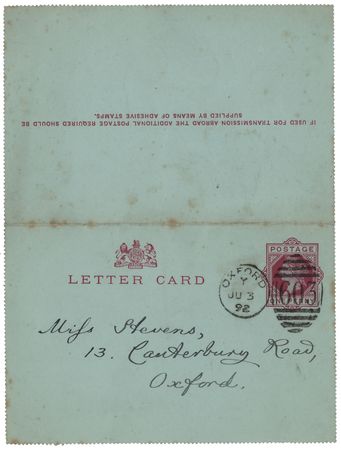 IF USED FOR TRANSMISSION ABROAD THE ADDITIONAL POSTAGE REQUIRED SHOULD BE
SUPPLIED BY MEANS OF ADHESIVE STAMPS.
POSTAGE
LETTER CARD
OXFORD
Y
JU 3
92
603
Miss Stevens,
13. Canterbury Road,
Oxford.